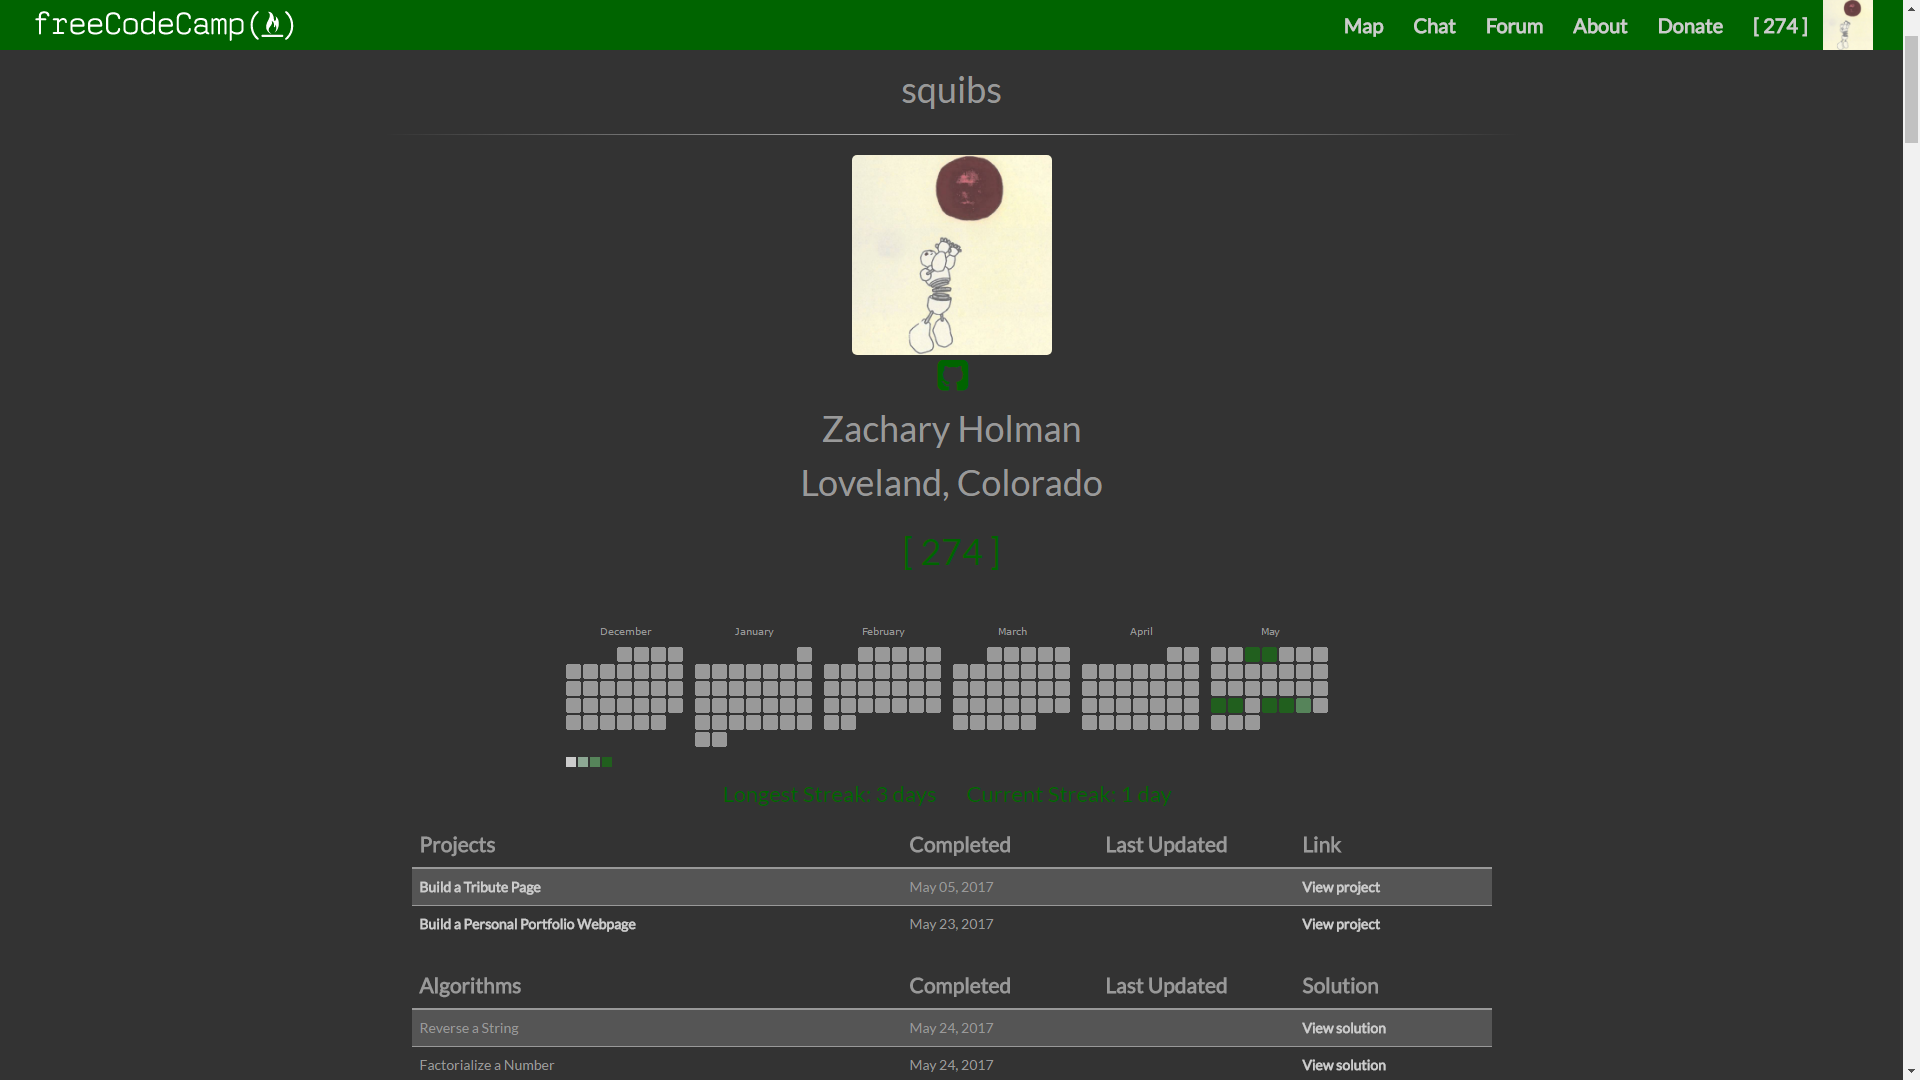 freeCodeCamp(🔥)
Map Chat Forum About Donate [ 274 ]
squibs
Zachary Holman
Loveland, Colorado
[ 274 ]
December January February March April May
Longest Streak: 3 days Current Streak: 1 day
Projects Completed Last Updated Link
Build a Tribute Page May 05, 2017 View project
Build a Personal Portfolio Webpage May 23, 2017 View project
Algorithms Completed Last Updated Solution
Reverse a String May 24, 2017 View solution
Factorialize a Number May 24, 2017 View solution